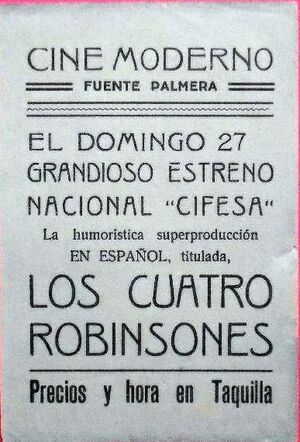 CINE MODERNO
FUENTE PALMERA
EL DOMINGO 27
GRANDIOSO ESTRENO
NACIONAL "CIFESA"
La humorística superproducción
EN ESPAÑOL, titulada,
LOS CUATRO
ROBINSONES
Precios y hora en Taquilla